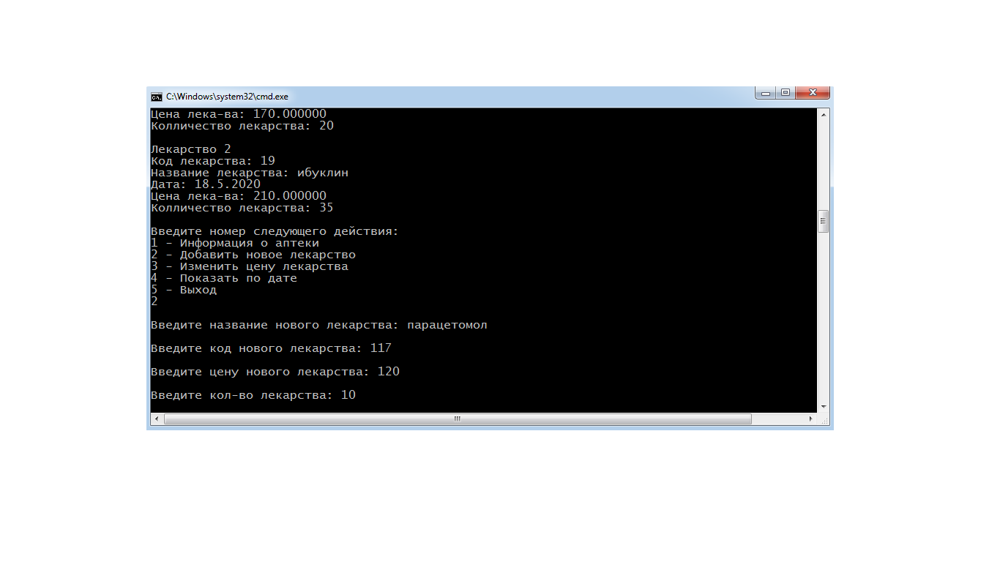 C:\Windows\system32\cmd.exe
Цена лека-ва: 170.000000
Колличество лекарства: 20
Лекарство 2
Код лекарства: 19
Название лекарства: ибуклин
Дата: 18.5.2020
Цена лека-ва: 210.000000
Колличество лекарства: 35
Введите номер следующего действия:
1 - Информация о аптеки
2 - Добавить новое лекарство
3 - Изменить цену лекарства
4 - Показать по дате
5 - Выход
2
Введите название нового лекарства: парацетомол
Введите код нового лекарства: 117
Введите цену нового лекарства: 120
Введите кол-во лекарства: 10